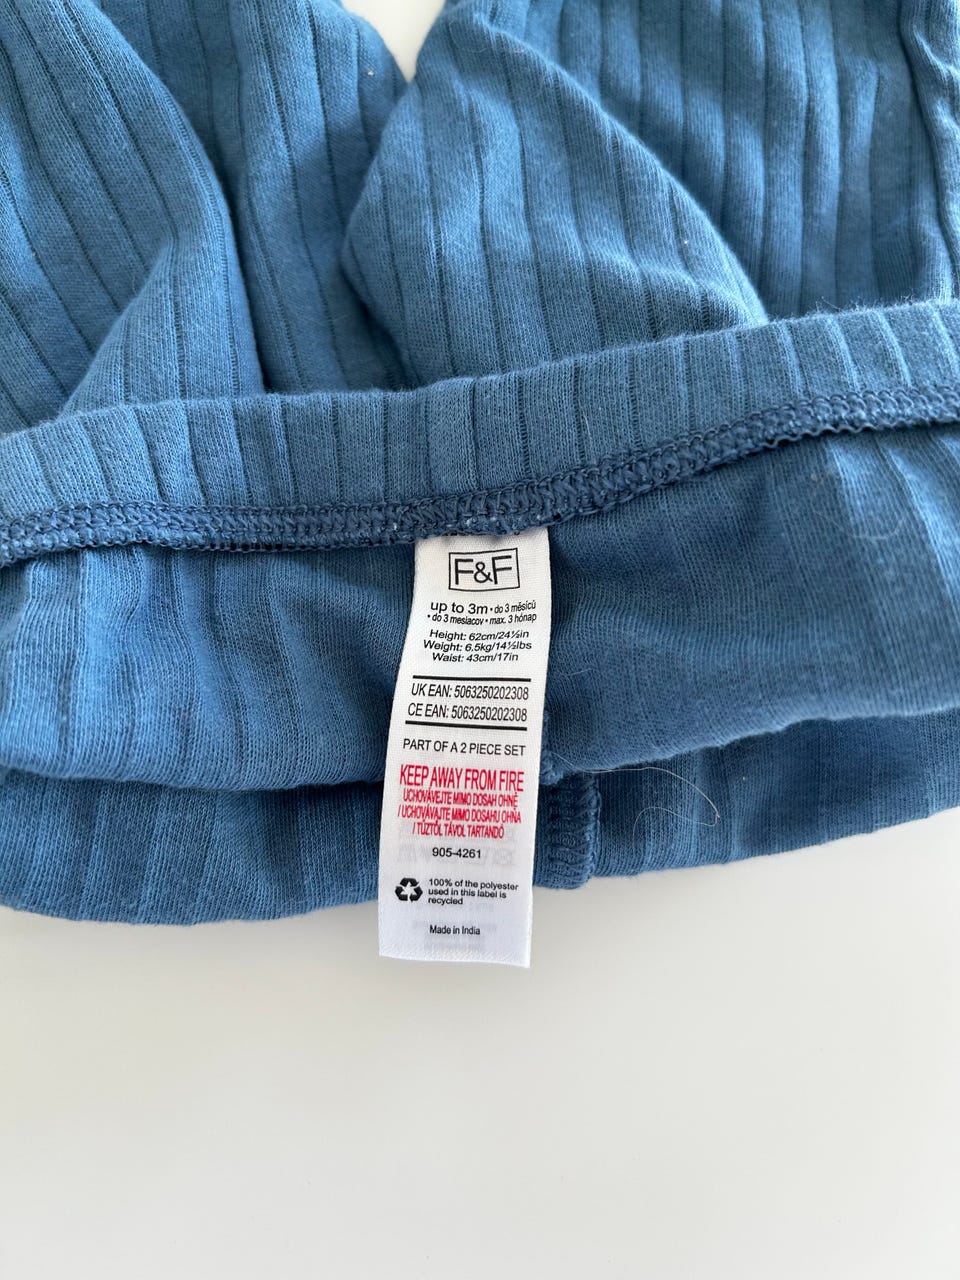 F&F
up to 3m • do 3 měsíců
• do 3 mesiacov • max. 3 hónap
Height: 62cm/24½in
Weight: 6.5kg/14½lbs
Waist: 43cm/17in
UK EAN: 5063250202308
CE EAN: 5063250202308
PART OF A 2 PIECE SET
KEEP AWAY FROM FIRE
UCHOVÁVEJTE MIMO DOSAH OHNĚ
/ UCHOVÁVAJTE MIMO DOSAHU OHŇA
/ TŰZTŐL TÁVOL TARTANDÓ
905-4261
100% of the polyester
used in this label is
recycled
Made in India